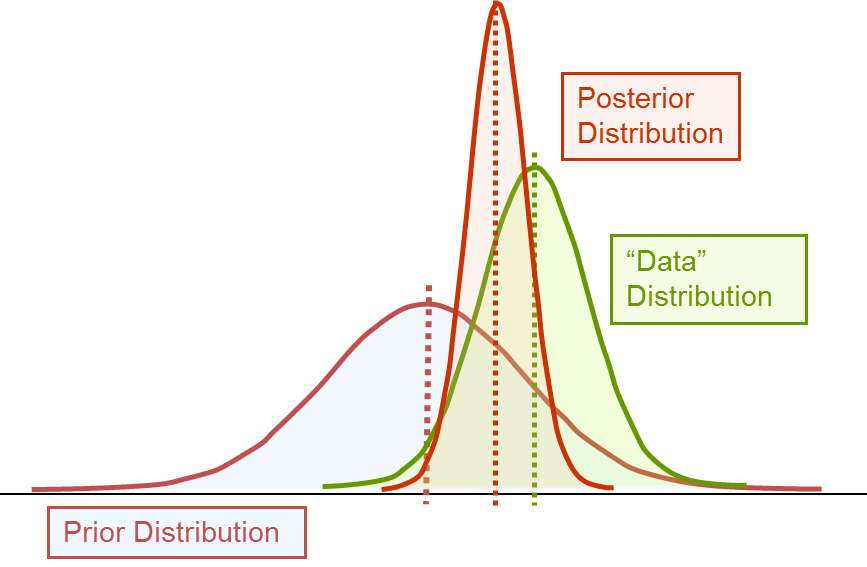 Posterior
Distribution
“Data”
Distribution
Prior Distribution